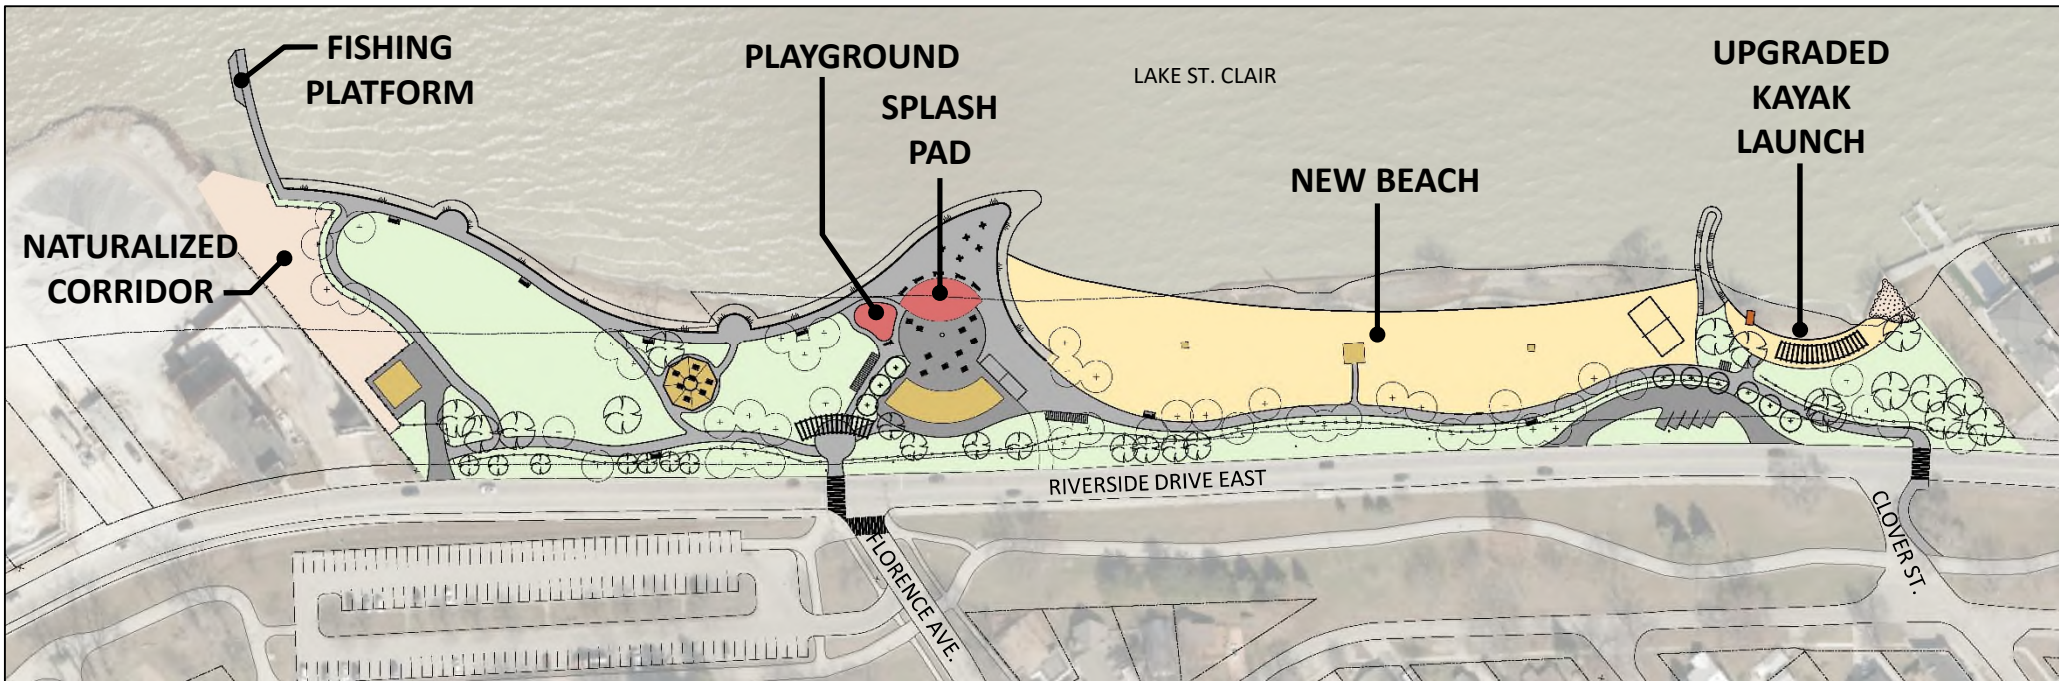 FISHING
PLATFORM
PLAYGROUND
SPLASH
PAD
LAKE ST. CLAIR
UPGRADED
KAYAK
LAUNCH
NEW BEACH
NATURALIZED
CORRIDOR
RIVERSIDE DRIVE EAST
FLORENCE AVE.
CLOVER ST.